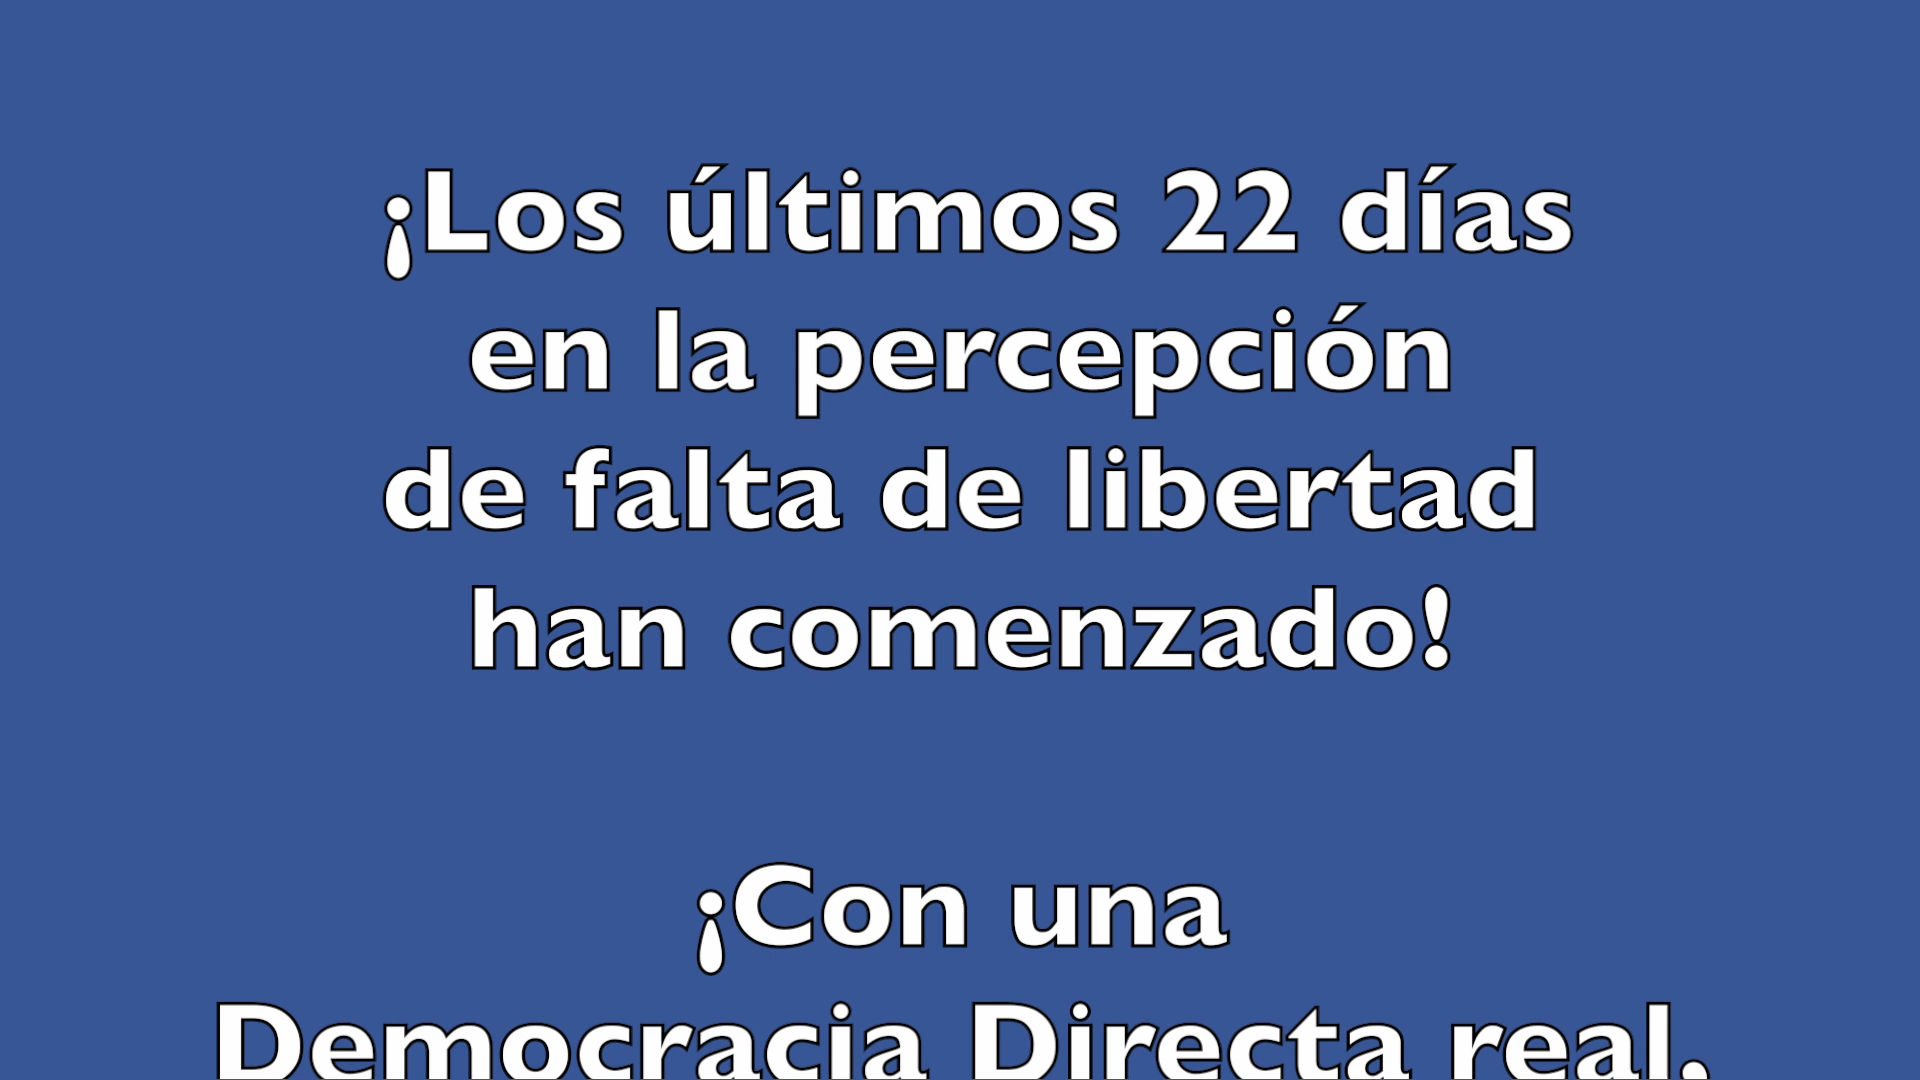 ¡Los últimos 22 días
en la percepción
de falta de libertad
han comenzado!
¡Con una
Democracia Directa real,